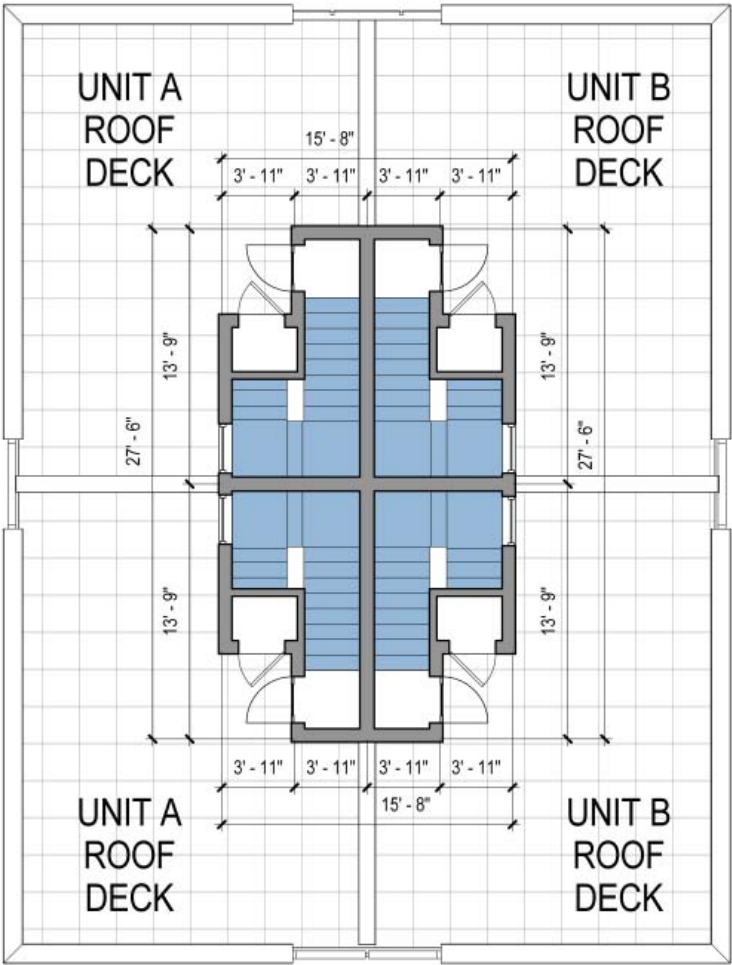 UNIT A
ROOF
DECK
UNIT B
ROOF
DECK
15' - 8"
3' - 11"
3' - 11"
3' - 11"
3' - 11"
13' - 9"
13' - 9"
27' - 6"
27' - 6"
13' - 9"
13' - 9"
3' - 11"
3' - 11"
3' - 11"
3' - 11"
15' - 8"
UNIT A
ROOF
DECK
UNIT B
ROOF
DECK